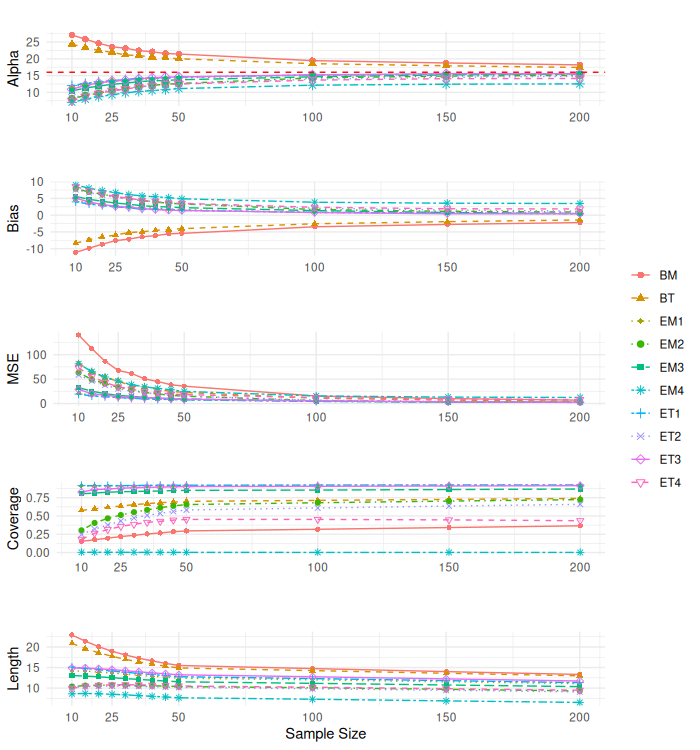 Alpha
25
20
15
10
10 25 50 100 150 200
Bias
10
5
0
-5
-10
10 25 50 100 150 200
MSE
100
50
0
10 25 50 100 150 200
Coverage
0.75
0.50
0.25
0.00
10 25 50 100 150 200
Length
20
15
10
10 25 50 100 150 200
Sample Size
BM
BT
EM1
EM2
EM3
EM4
ET1
ET2
ET3
ET4